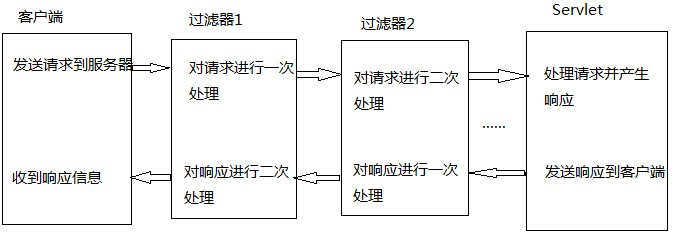 客户端
过滤器1
过滤器2
Servlet
发送请求到服务器
对请求进行一次
处理
对请求进行二次
处理
处理请求并产生
响应
......
收到响应信息
对响应进行二次
处理
对响应进行一次
处理
发送响应到客户端